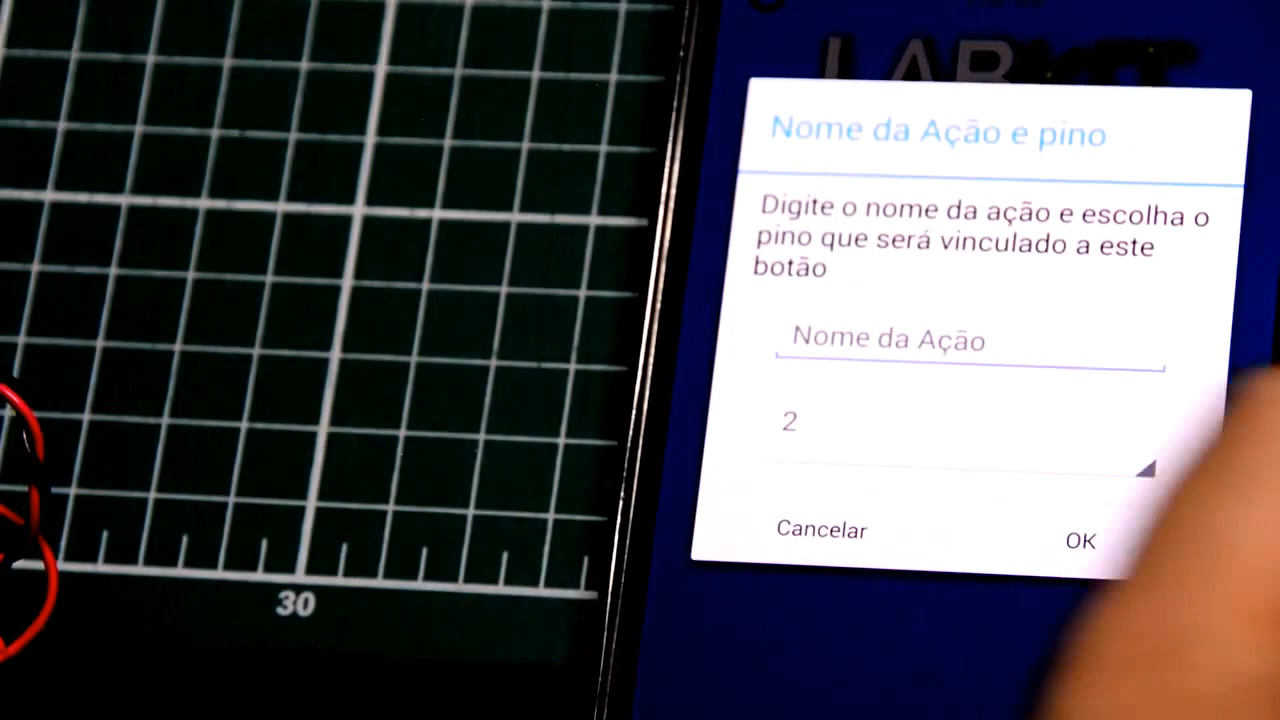 LAB
Nome da Ação e pino
Digite o nome da ação e escolha o
pino que será vinculado a este
botão
Nome da Ação
2
Cancelar
OK
30